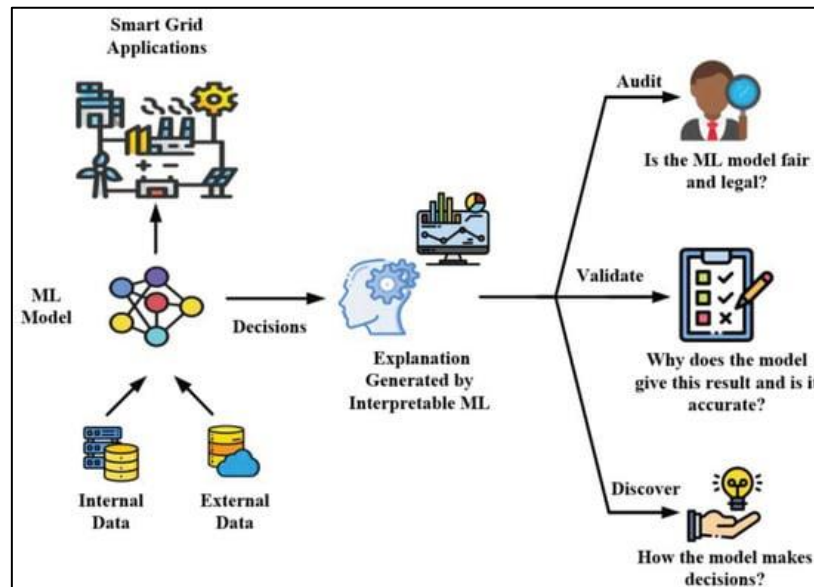 Smart Grid
Applications
ML
Model
Decisions
Internal
Data
External
Data
Explanation
Generated by
Interpretable ML
Audit
Is the ML model fair
and legal?
Validate
Why does the model
give this result and is it
accurate?
Discover
How the model makes
decisions?